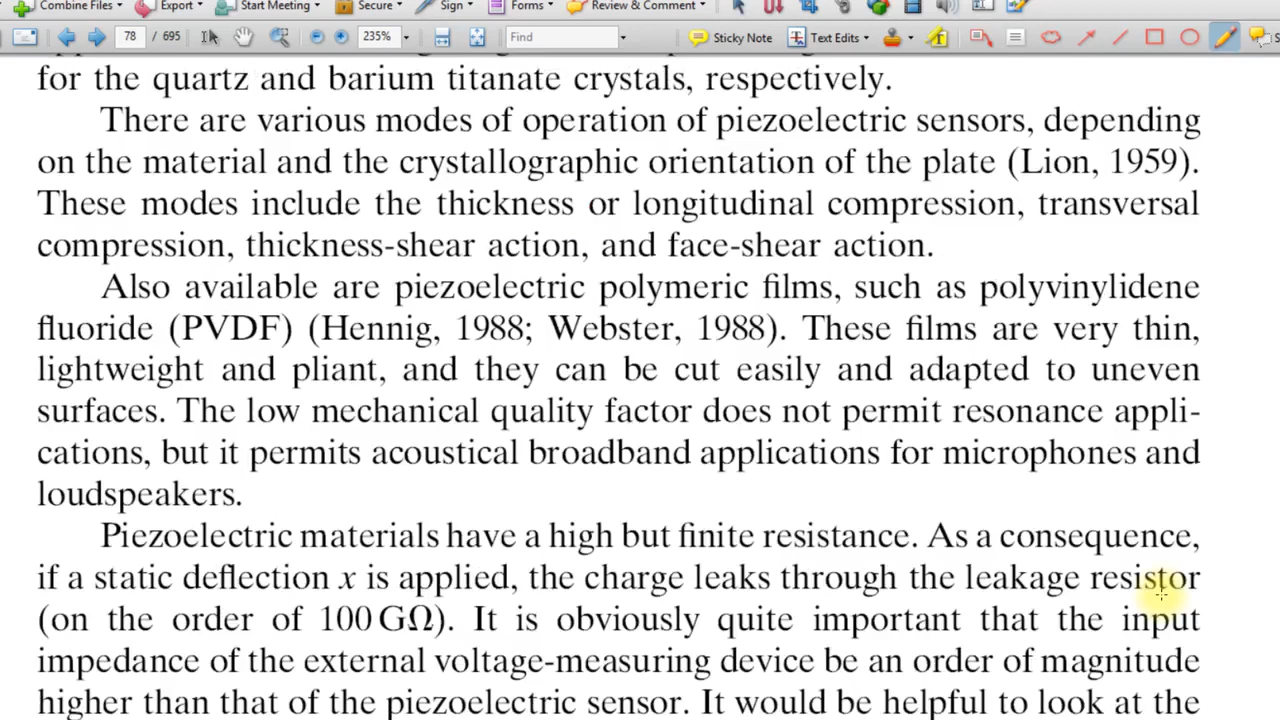 Combine Files Export Start Meeting Secure Sign Forms Review & Comment
78 / 695 235% Find Sticky Note Text Edits
for the quartz and barium titanate crystals, respectively.
There are various modes of operation of piezoelectric sensors, depending
on the material and the crystallographic orientation of the plate (Lion, 1959).
These modes include the thickness or longitudinal compression, transversal
compression, thickness-shear action, and face-shear action.
Also available are piezoelectric polymeric films, such as polyvinylidene
fluoride (PVDF) (Hennig, 1988; Webster, 1988). These films are very thin,
lightweight and pliant, and they can be cut easily and adapted to uneven
surfaces. The low mechanical quality factor does not permit resonance appli-
cations, but it permits acoustical broadband applications for microphones and
loudspeakers.
Piezoelectric materials have a high but finite resistance. As a consequence,
if a static deflection x is applied, the charge leaks through the leakage resistor
(on the order of 100 GΩ). It is obviously quite important that the input
impedance of the external voltage-measuring device be an order of magnitude
higher than that of the piezoelectric sensor. It would be helpful to look at the